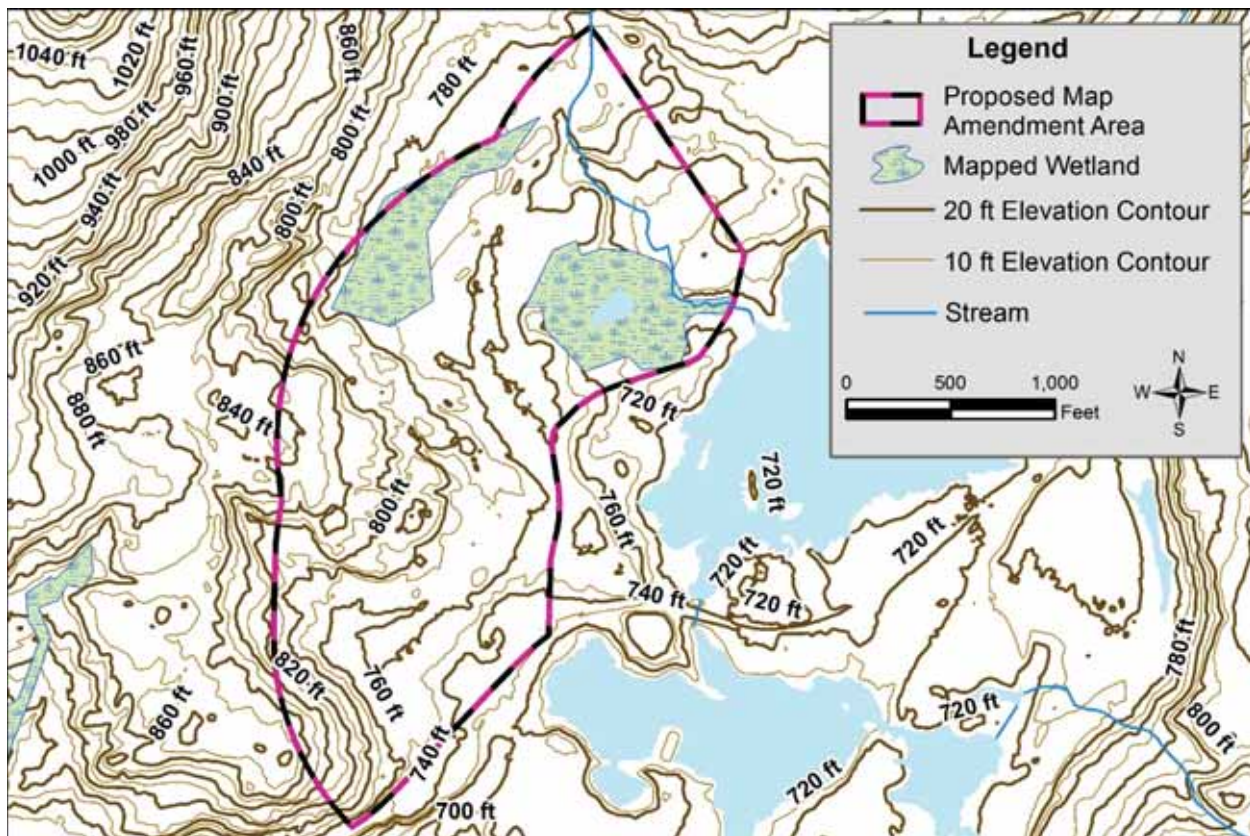 Legend
Proposed Map
Amendment Area
Mapped Wetland
20 ft Elevation Contour
10 ft Elevation Contour
Stream
0 500 1,000
Feet
N
W E
S
1040 ft
1020 ft
960 ft
900 ft
860 ft
780 ft
980 ft
800 ft
1000 ft
840 ft
940 ft
800 ft
920 ft
860 ft
880 ft
840 ft
720 ft
800 ft
760 ft
720 ft
720 ft
720 ft
740 ft
720 ft
820 ft
760 ft
860 ft
740 ft
700 ft
780 ft
720 ft
800 ft
720 ft